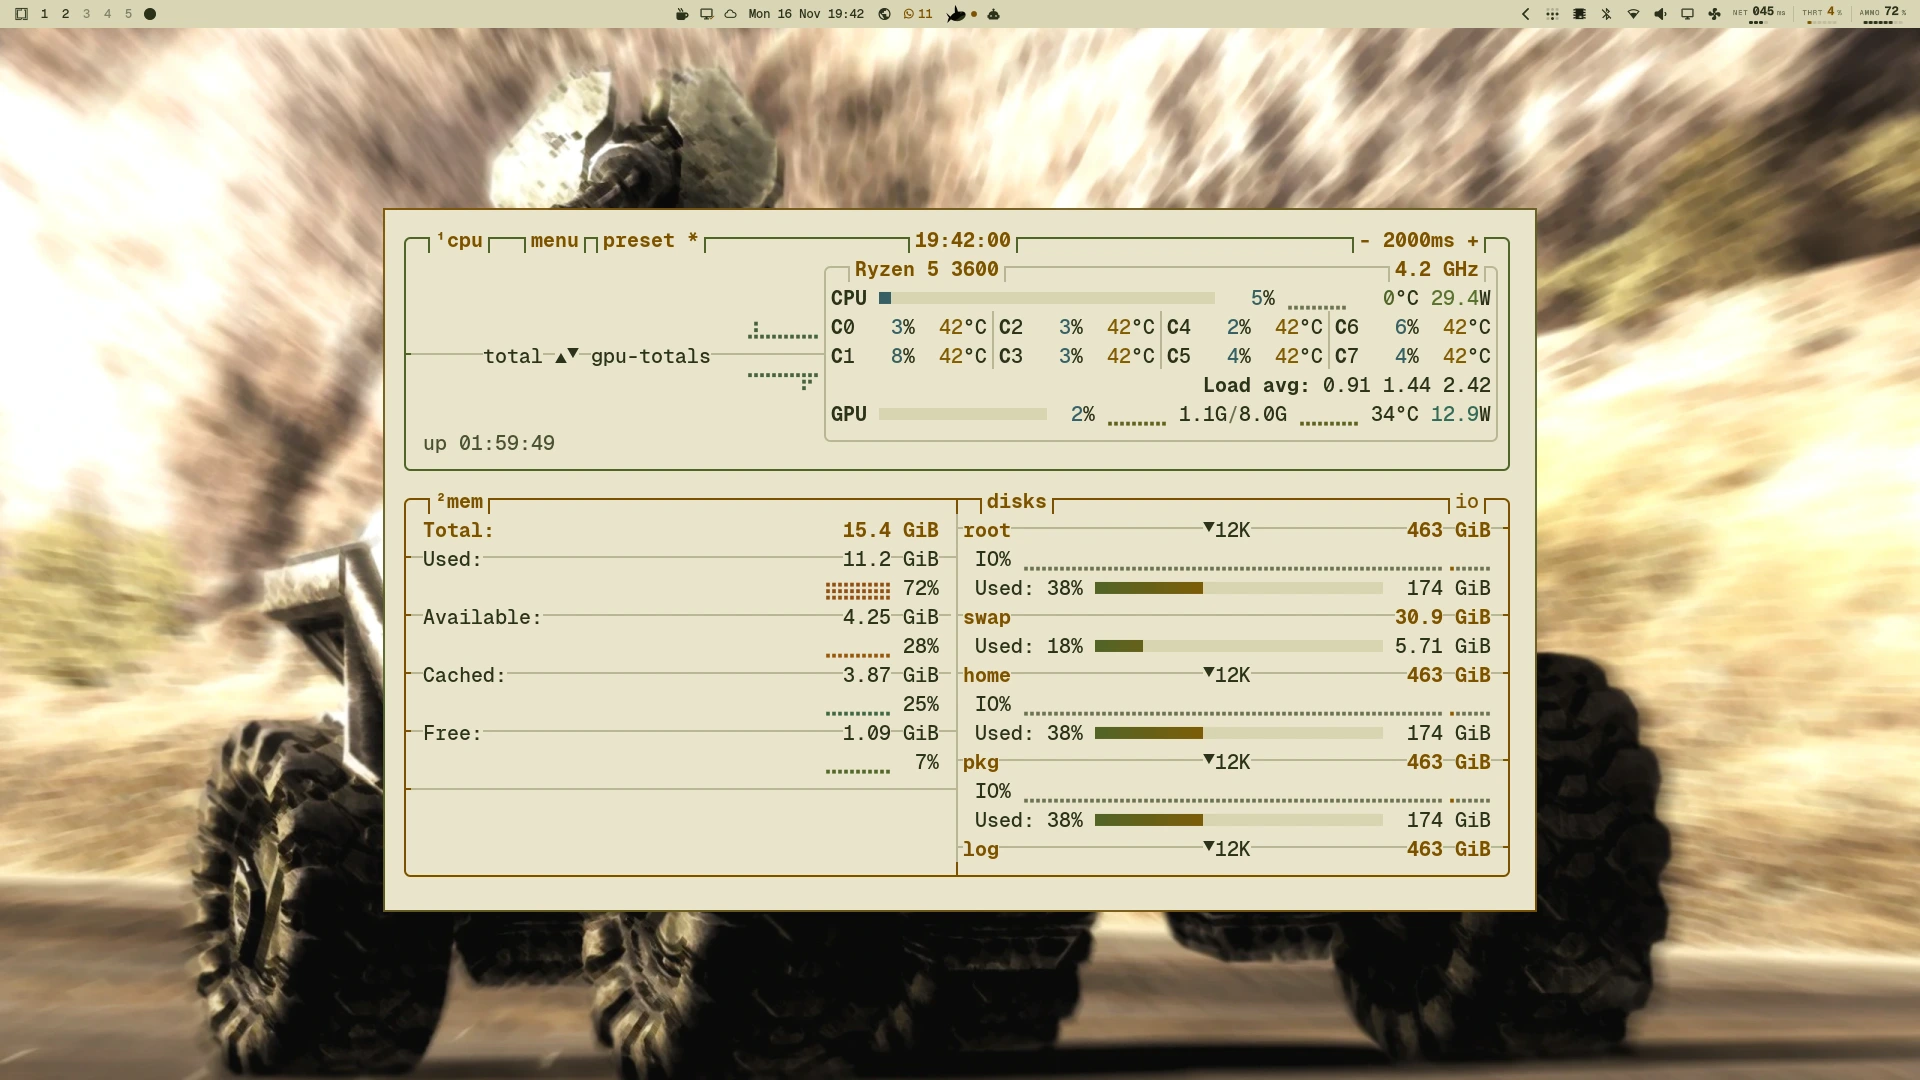 1 2 3 4 5
Mon 16 Nov 19:42
11
NET 045 ms
THRT 4 %
AMMO 72 %
¹cpu menu preset * 19:42:00 - 2000ms +
Ryzen 5 3600 4.2 GHz
CPU 5% 0°C 29.4W
C0 3% 42°C C2 3% 42°C C4 2% 42°C C6 6% 42°C
total ▲▼ gpu-totals
C1 8% 42°C C3 3% 42°C C5 4% 42°C C7 4% 42°C
Load avg: 0.91 1.44 2.42
GPU 2% 1.1G/8.0G 34°C 12.9W
up 01:59:49
²mem
Total: 15.4 GiB
Used: 11.2 GiB
72%
Available: 4.25 GiB
28%
Cached: 3.87 GiB
25%
Free: 1.09 GiB
7%
disks io
root ▼12K 463 GiB
IO%
Used: 38% 174 GiB
swap 30.9 GiB
Used: 18% 5.71 GiB
home ▼12K 463 GiB
IO%
Used: 38% 174 GiB
pkg ▼12K 463 GiB
IO%
Used: 38% 174 GiB
log ▼12K 463 GiB